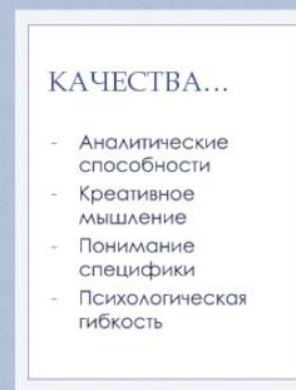 КАЧЕСТВА...
- Аналитические
способности
- Креативное
мышление
- Понимание
специфики
- Психологическая
гибкость